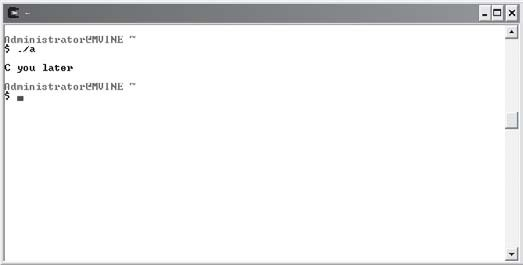 ~
Administrator@MVINE ~
$ ./a
C you later
Administrator@MVINE ~
$